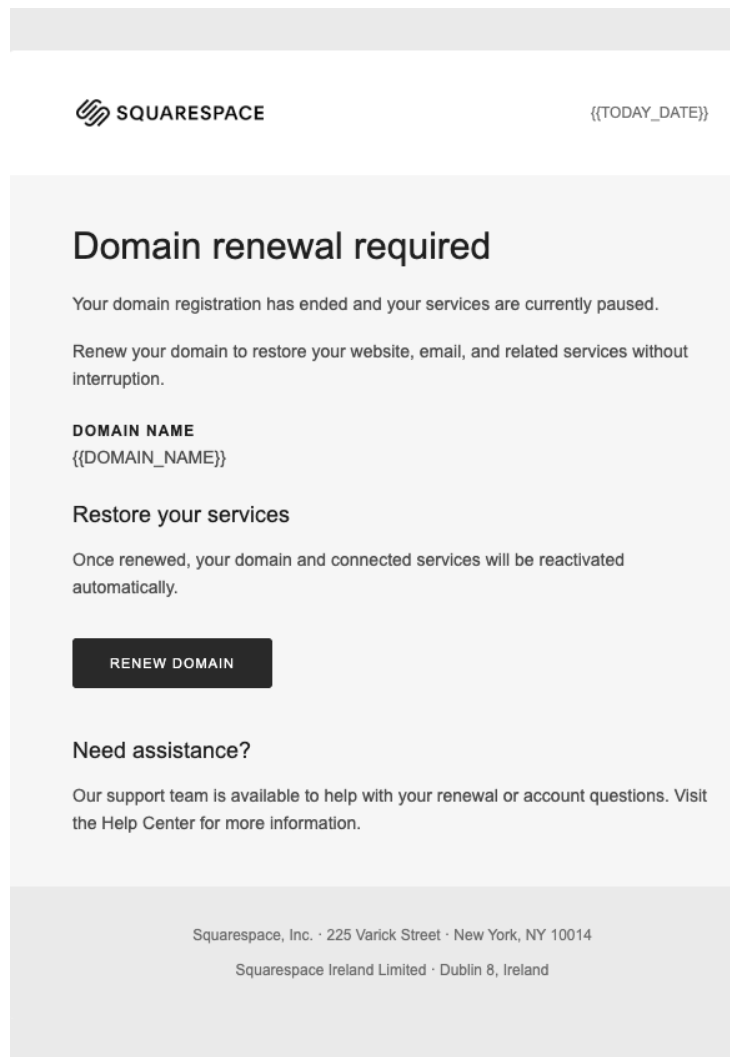 SQUARESPACE
{{TODAY_DATE}}
Domain renewal required
Your domain registration has ended and your services are currently paused.
Renew your domain to restore your website, email, and related services without
interruption.
DOMAIN NAME
{{DOMAIN_NAME}}
Restore your services
Once renewed, your domain and connected services will be reactivated
automatically.
RENEW DOMAIN
Need assistance?
Our support team is available to help with your renewal or account questions. Visit
the Help Center for more information.
Squarespace, Inc. · 225 Varick Street · New York, NY 10014
Squarespace Ireland Limited · Dublin 8, Ireland